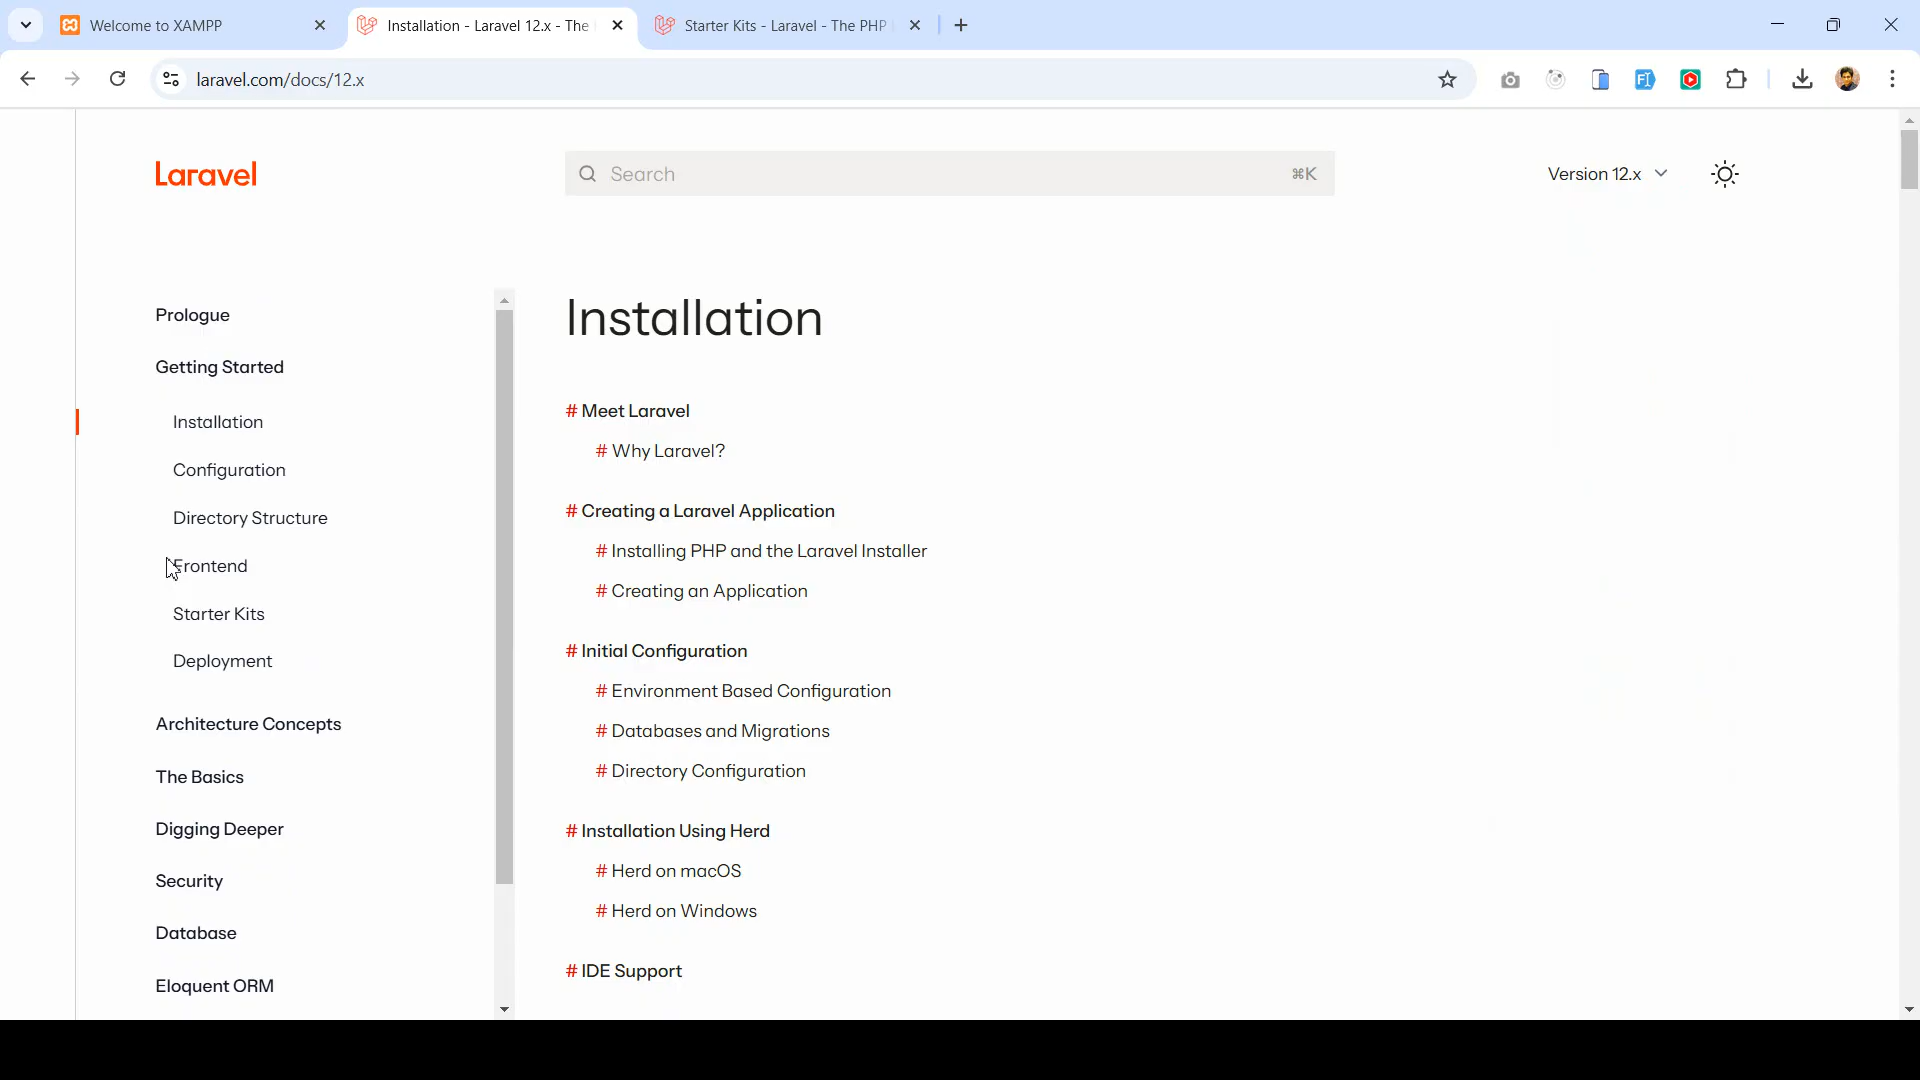 Welcome to XAMPP
Installation - Laravel 12.x - The
Starter Kits - Laravel - The PHP
laravel.com/docs/12.x
Laravel
Search
⌘K
Version 12.x
Prologue
Getting Started
Installation
Configuration
Directory Structure
Frontend
Starter Kits
Deployment
Architecture Concepts
The Basics
Digging Deeper
Security
Database
Eloquent ORM
Installation
# Meet Laravel
# Why Laravel?
# Creating a Laravel Application
# Installing PHP and the Laravel Installer
# Creating an Application
# Initial Configuration
# Environment Based Configuration
# Databases and Migrations
# Directory Configuration
# Installation Using Herd
# Herd on macOS
# Herd on Windows
# IDE Support